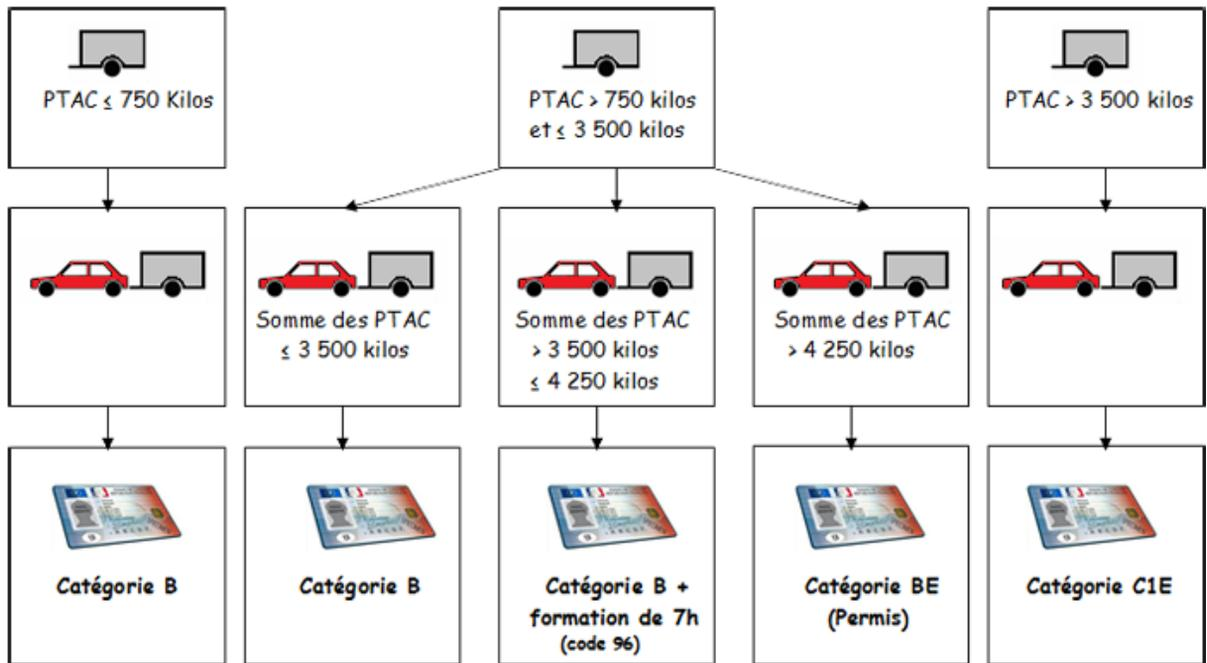 PTAC ≤ 750 Kilos
PTAC > 750 kilos
et ≤ 3 500 kilos
PTAC > 3 500 kilos
Somme des PTAC
≤ 3 500 kilos
Somme des PTAC
> 3 500 kilos
≤ 4 250 kilos
Somme des PTAC
> 4 250 kilos
Catégorie B
Catégorie B
Catégorie B +
formation de 7h
(code 96)
Catégorie BE
(Permis)
Catégorie C1E